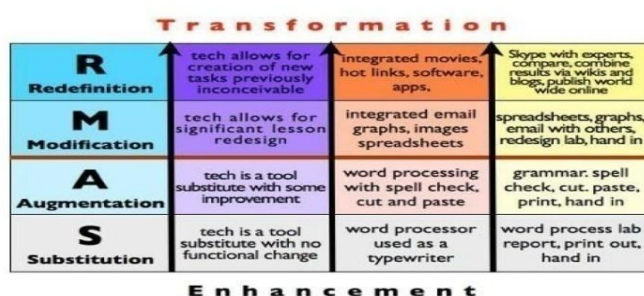 Transformation
R
Redefinition
tech allows for
creation of new
tasks previously
inconceivable
integrated movies,
hot links, software,
apps,
Skype with experts,
compare, combine
results via wikis and
blogs, publish world
wide online
M
Modification
tech allows for
significant lesson
redesign
integrated email
graphs, images
spreadsheets
spreadsheets, graphs,
email with others,
redesign lab, hand in
A
Augmentation
tech is a tool
substitute with some
improvement
word processing
with spell check,
cut and paste
grammar. spell
check, cut. paste,
print, hand in
S
Substitution
tech is a tool
substitute with no
functional change
word processor
used as a
typewriter
word process lab
report, print out,
hand in
Enhancement